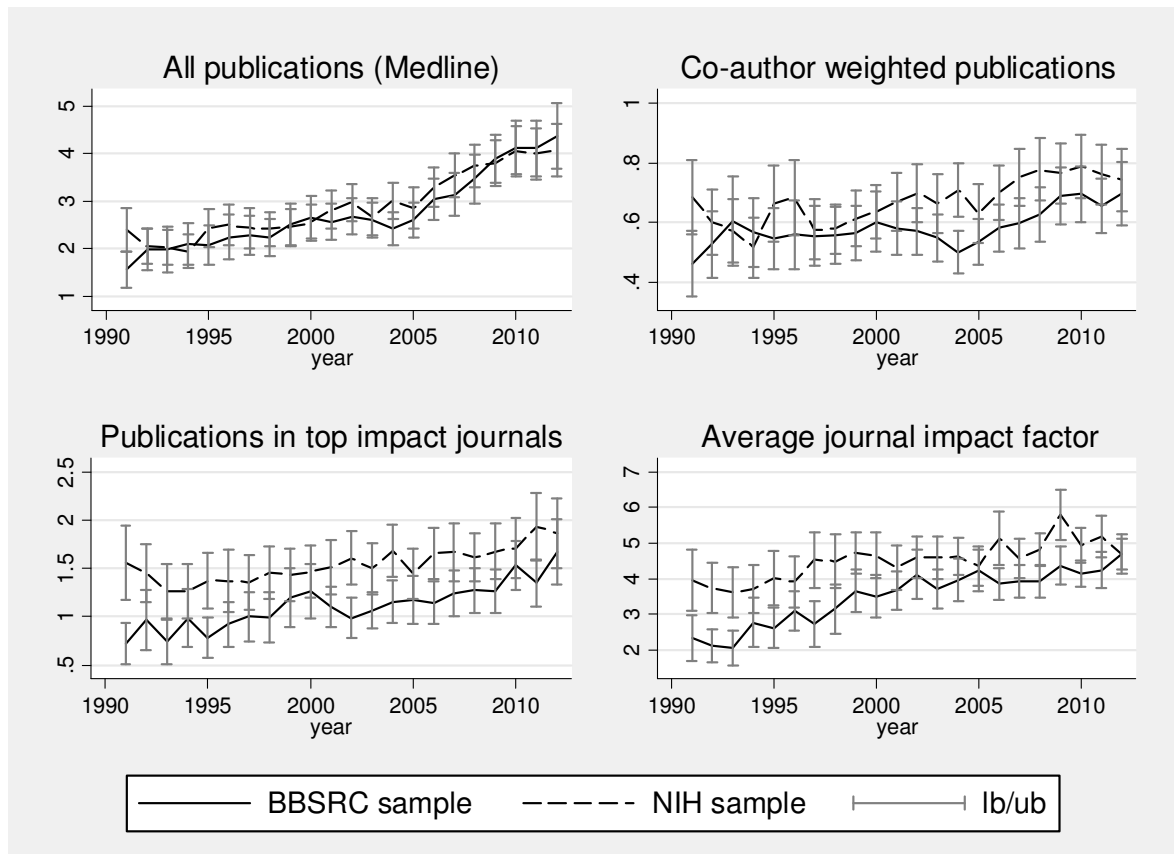 All publications (Medline)
5
4
3
2
1
1990 1995 2000 2005 2010
year
Co-author weighted publications
1
.8
.6
.4
1990 1995 2000 2005 2010
year
Publications in top impact journals
2.5
2
1.5
1
.5
1990 1995 2000 2005 2010
year
Average journal impact factor
7
6
5
4
3
2
1990 1995 2000 2005 2010
year
BBSRC sample NIH sample lb/ub